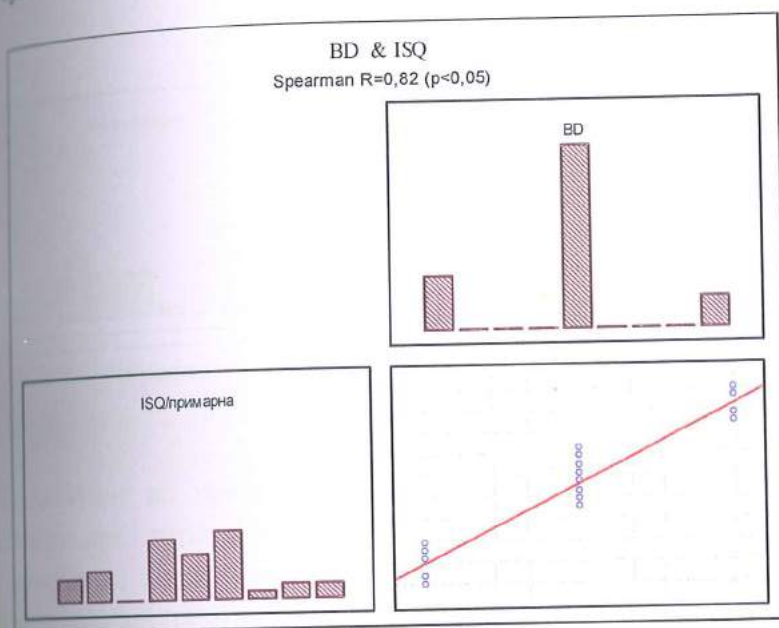 BD & ISQ
Spearman R=0,82 (p<0,05)
BD
ISQ/примарна